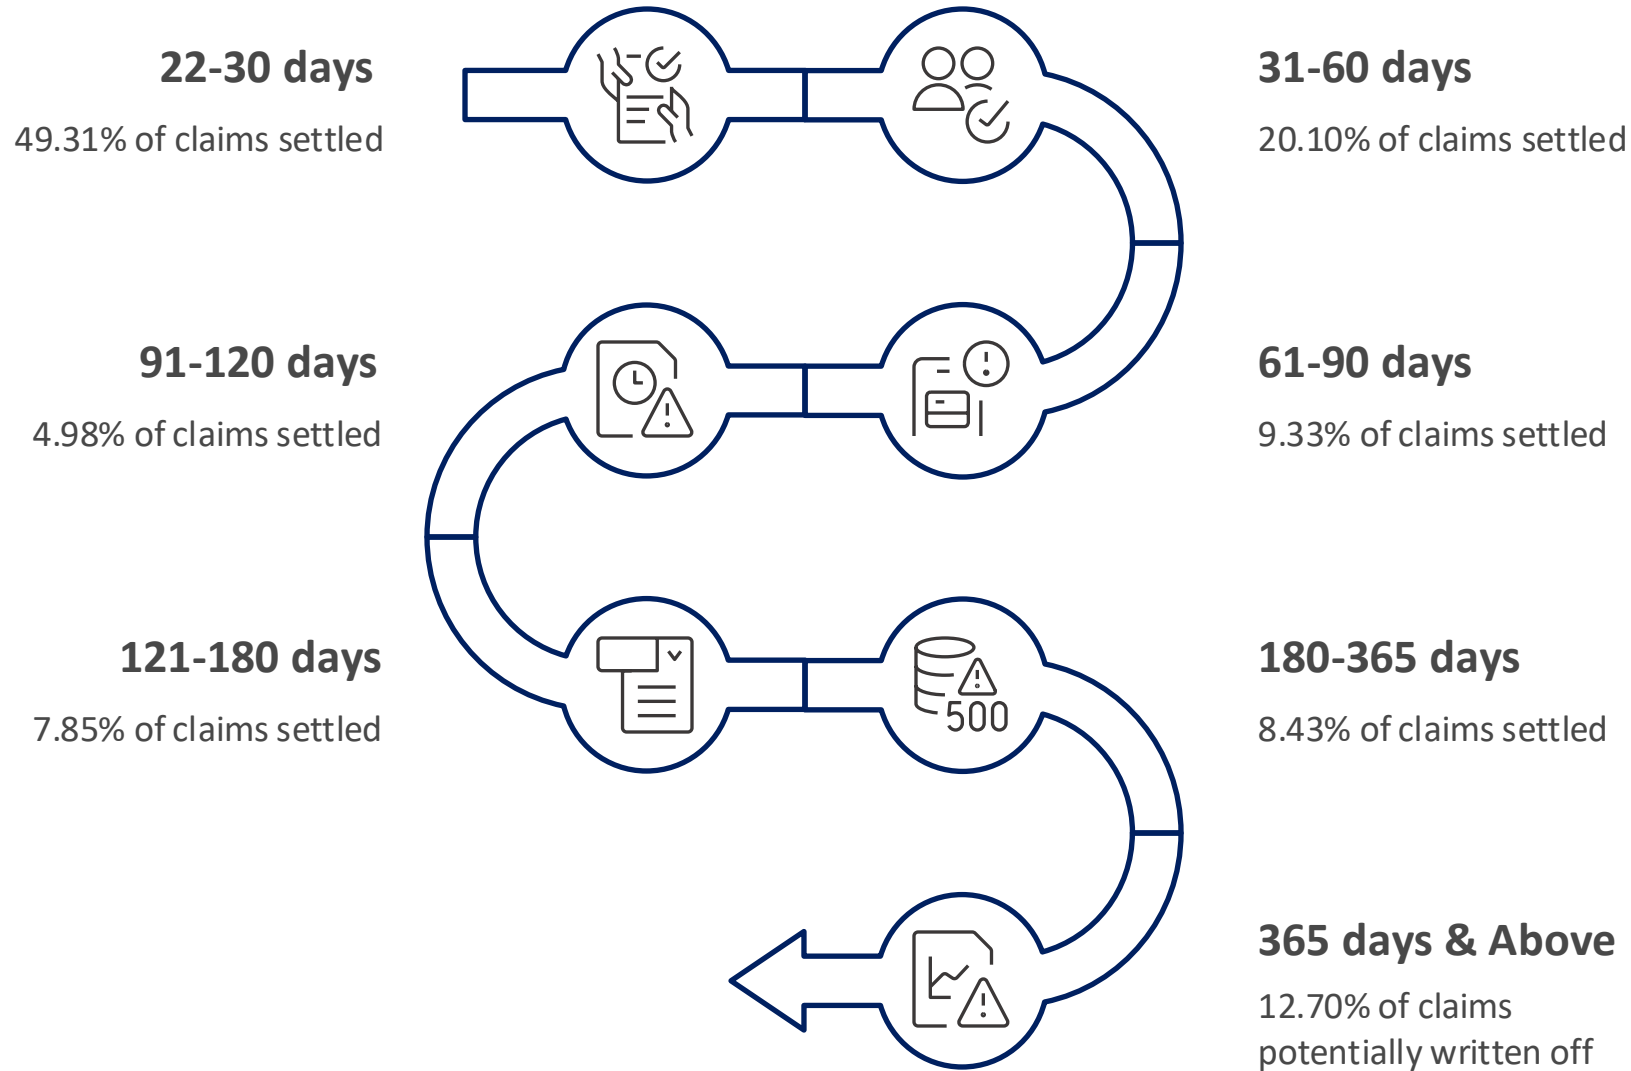 22-30 days
49.31% of claims settled
31-60 days
20.10% of claims settled
61-90 days
9.33% of claims settled
91-120 days
4.98% of claims settled
121-180 days
7.85% of claims settled
180-365 days
8.43% of claims settled
500
365 days & Above
12.70% of claims
potentially written off